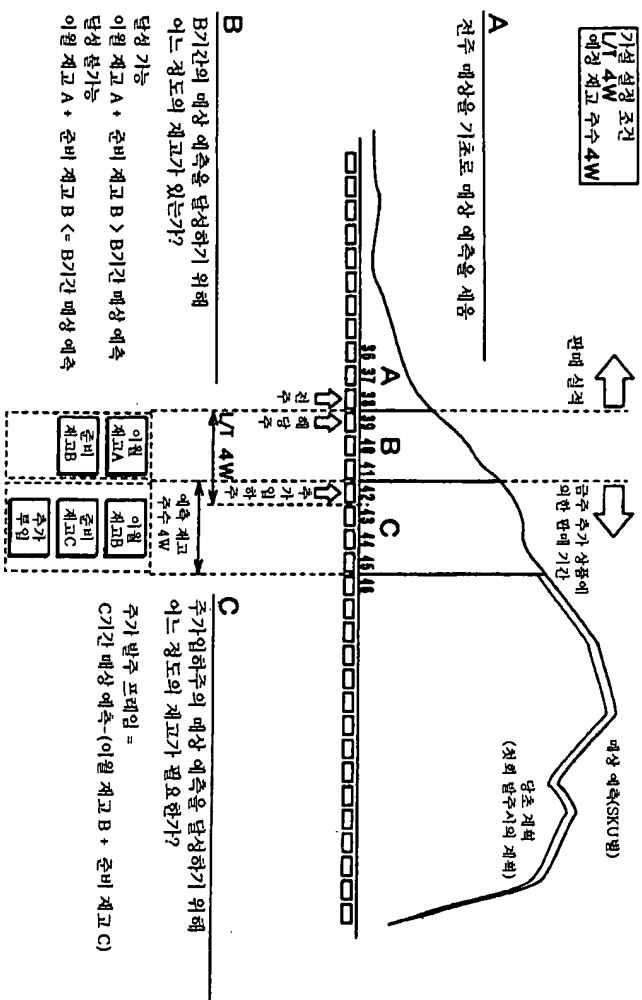 가설 설정 조건
L/T 4W
예정 재고 주수 4W
A
전주 매상을 기초로 매상 예측을 세움
판매 실적
금주 추가 상품에
의한 판매 기간
매상 예측(SKU별)
당초 계획
(첫회 발주시의 계획)
36 37 38 39 40 41 42 43 44 45 46
A
B
C
전주
해당주
추가입하주
L/T 4W
예측 재고
주수 4W
이월
재고A
준비
재고B
이월
재고B
준비
재고C
추가
투입
B
B기간의 매상 예측을 달성하기 위해
어느 정도의 재고가 있는가?
달성 가능
이월 재고 A + 준비 재고 B > B기간 매상 예측
달성 불가능
이월 재고 A + 준비 재고 B <= B기간 매상 예측
C
추가입하주의 매상 예측을 달성하기 위해
어느 정도의 재고가 필요한가?
추가 발주 프레임 =
C기간 매상 예측-(이월 재고 B + 준비 재고 C)